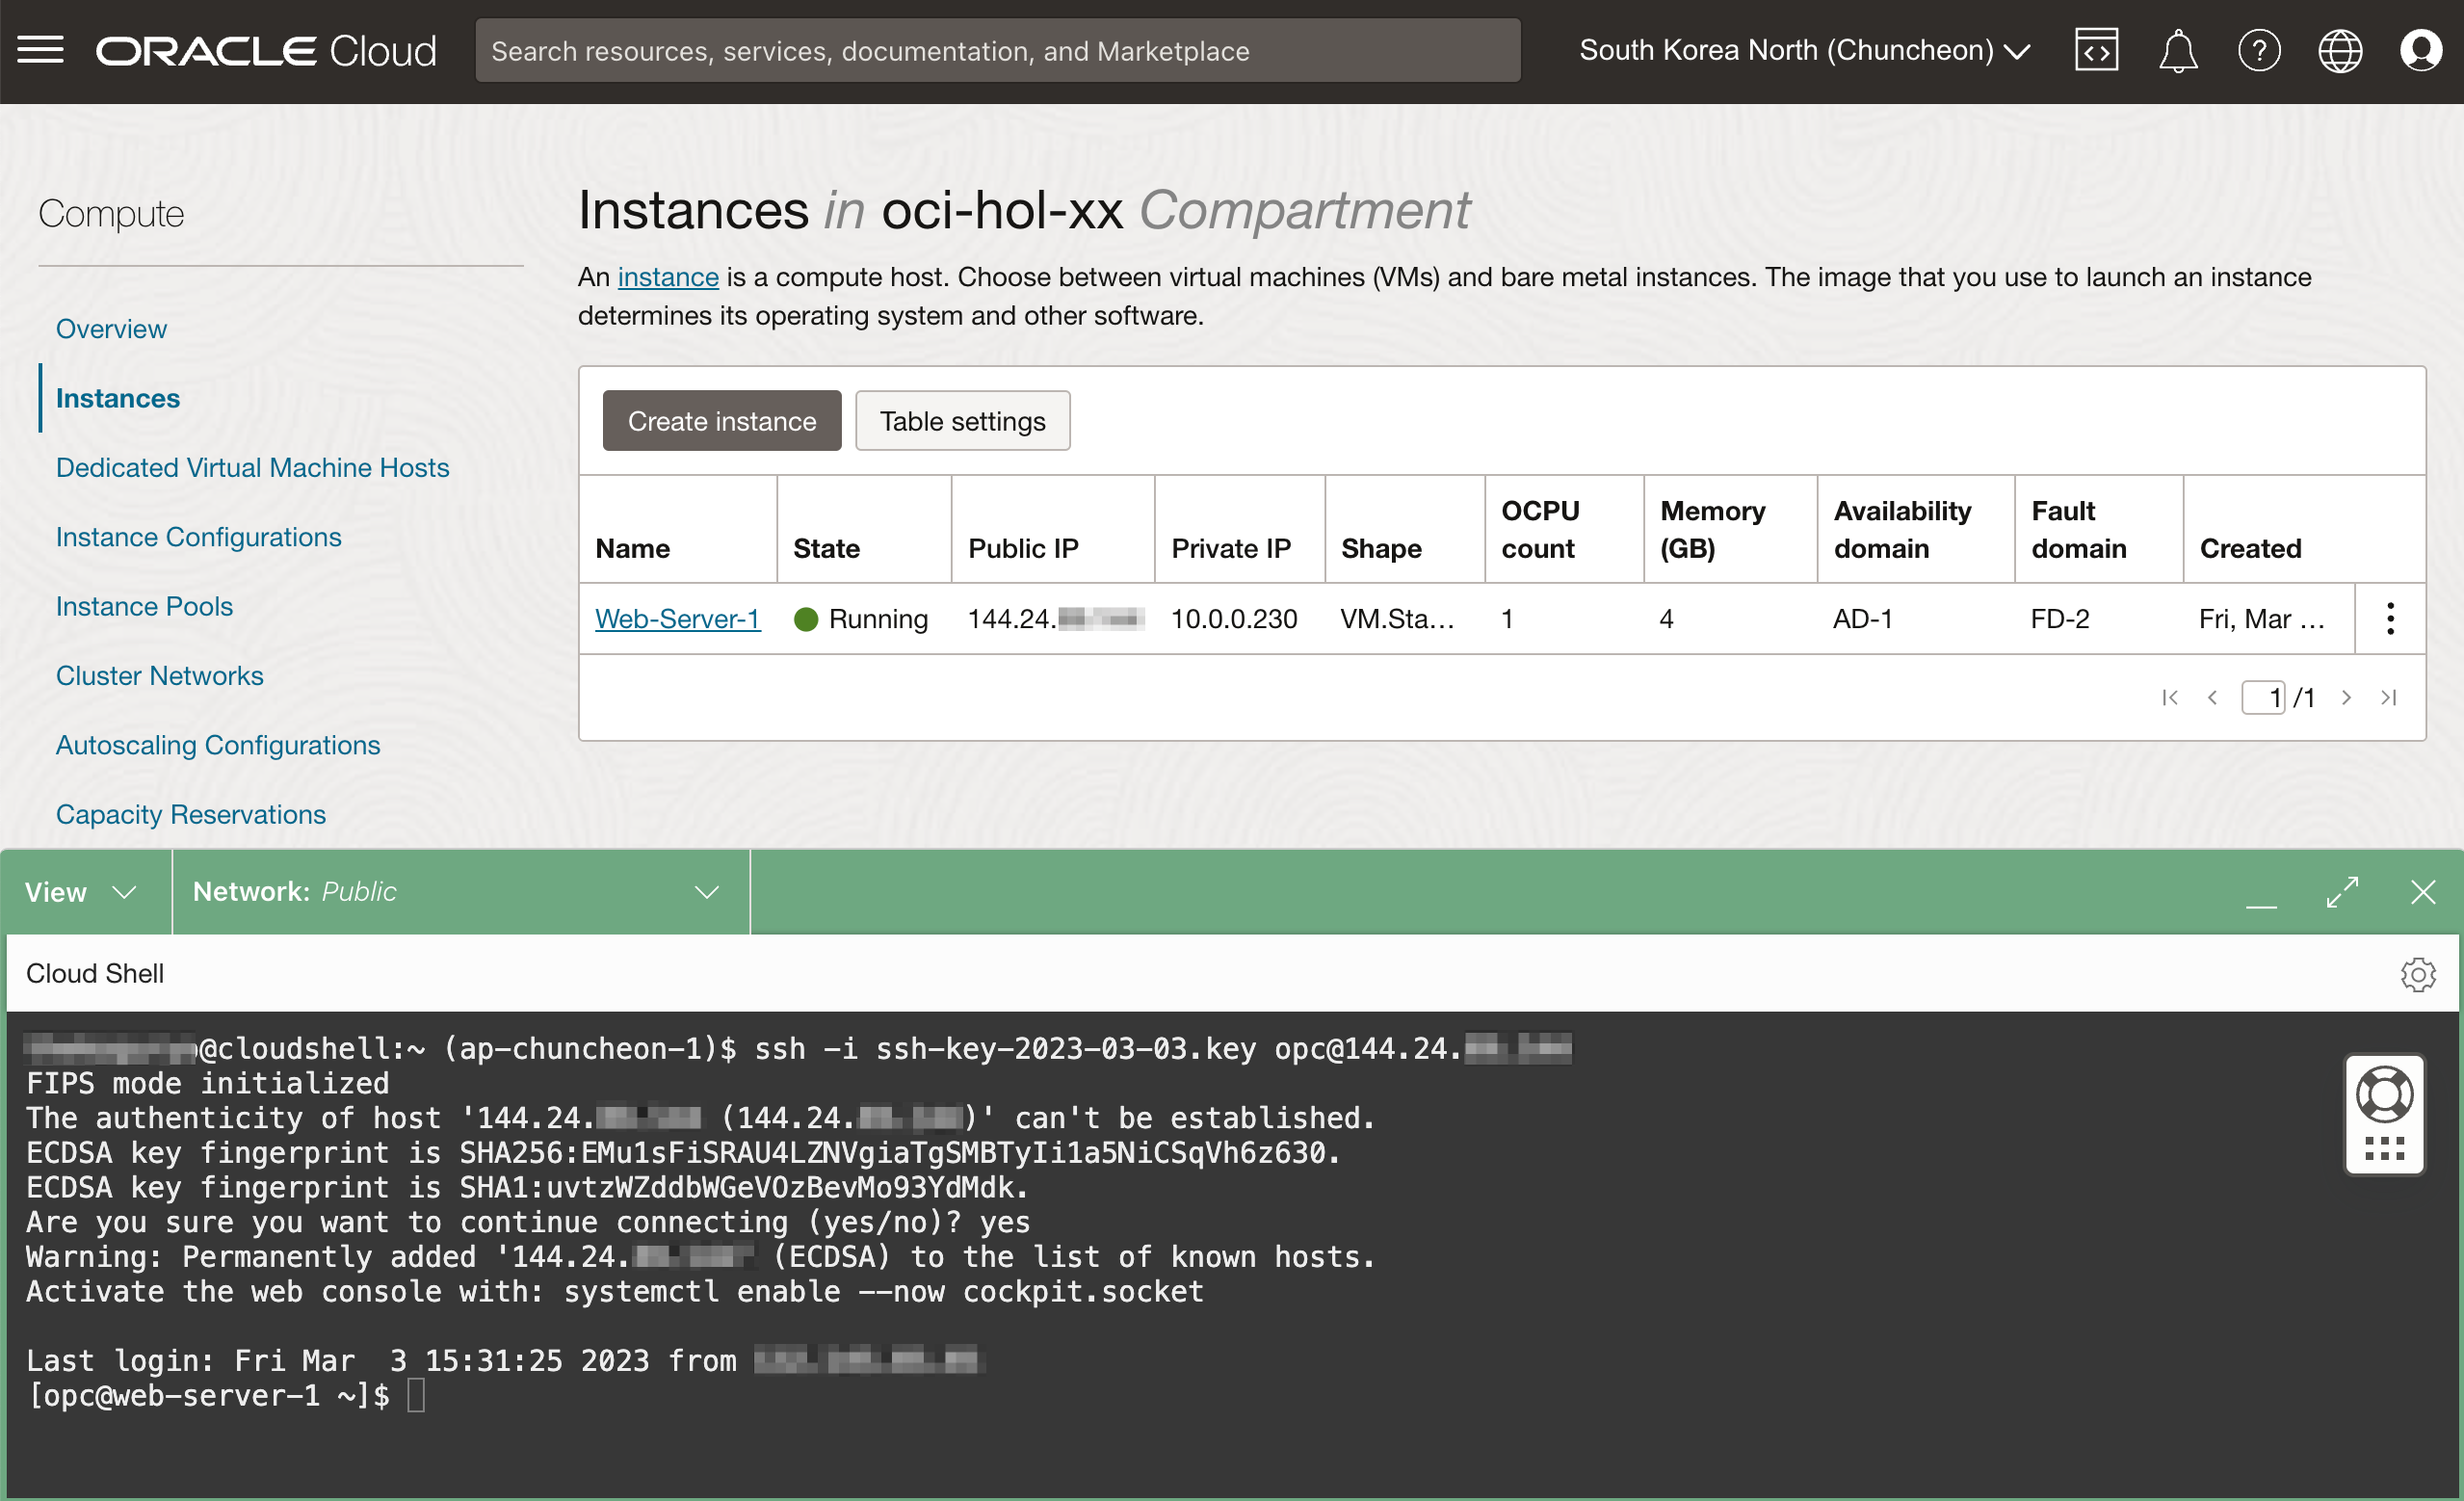 ORACLE Cloud
Search resources, services, documentation, and Marketplace
South Korea North (Chuncheon)
Compute
Overview
Instances
Dedicated Virtual Machine Hosts
Instance Configurations
Instance Pools
Cluster Networks
Autoscaling Configurations
Capacity Reservations
Instances in oci-hol-xx Compartment
An instance is a compute host. Choose between virtual machines (VMs) and bare metal instances. The image that you use to launch an instance
determines its operating system and other software.
Create instance Table settings
Name State Public IP Private IP Shape OCPU count Memory (GB) Availability domain Fault domain Created
Web-Server-1 Running 144.24. 10.0.0.230 VM.Sta... 1 4 AD-1 FD-2 Fri, Mar ...
1 /1
View Network: Public
Cloud Shell
@cloudshell:~ (ap-chuncheon-1)$ ssh -i ssh-key-2023-03-03.key opc@144.24.
FIPS mode initialized
The authenticity of host '144.24. (144.24. )' can't be established.
ECDSA key fingerprint is SHA256:EMu1sFiSRAU4LZNVgiaTgSMBTyIi1a5NiCSqVh6z630.
ECDSA key fingerprint is SHA1:uvtzWZddbWGeVOzBevMo93YdMdk.
Are you sure you want to continue connecting (yes/no)? yes
Warning: Permanently added '144.24. (ECDSA) to the list of known hosts.
Activate the web console with: systemctl enable --now cockpit.socket
Last login: Fri Mar  3 15:31:25 2023 from
[opc@web-server-1 ~]$